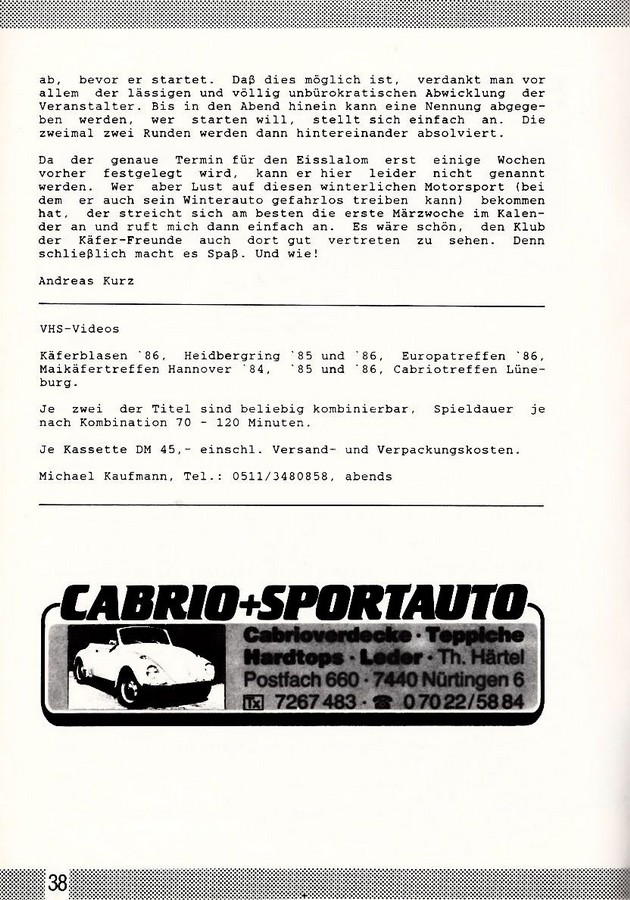 ab, bevor er startet. Daß dies möglich ist, verdankt man vor
allem der lässigen und völlig unbürokratischen Abwicklung der
Veranstalter. Bis in den Abend hinein kann eine Nennung abgege-
ben werden, wer starten will, stellt sich einfach an. Die
zweimal zwei Runden werden dann hintereinander absolviert.
Da der genaue Termin für den Eisslalom erst einige Wochen
vorher festgelegt wird, kann er hier leider nicht genannt
werden. Wer aber Lust auf diesen winterlichen Motorsport (bei
dem er auch sein Winterauto gefahrlos treiben kann) bekommen
hat, der streicht sich am besten die erste Märzwoche im Kalen-
der an und ruft mich dann einfach an. Es wäre schön, den Klub
der Käfer-Freunde auch dort gut vertreten zu sehen. Denn
schließlich macht es Spaß. Und wie!
Andreas Kurz
VHS-Videos
Käferblasen `86, Heidbergring `85 und `86, Europatreffen `86,
Maikäfertreffen Hannover `84, `85 und `86, Cabriotreffen Lüne-
burg.
Je zwei der Titel sind beliebig kombinierbar, Spieldauer je
nach Kombination 70 - 120 Minuten.
Je Kassette DM 45,- einschl. Versand- und Verpackungskosten.
Michael Kaufmann, Tel.: 0511/3480858, abends
CABRIO+SPORTAUTO
Cabrioverdecke · Teppiche
Hardtops · Leder · Th. Härtel
Postfach 660 · 7440 Nürtingen 6
Tx 7267 483 · ☎ 0 70 22/58 84
38